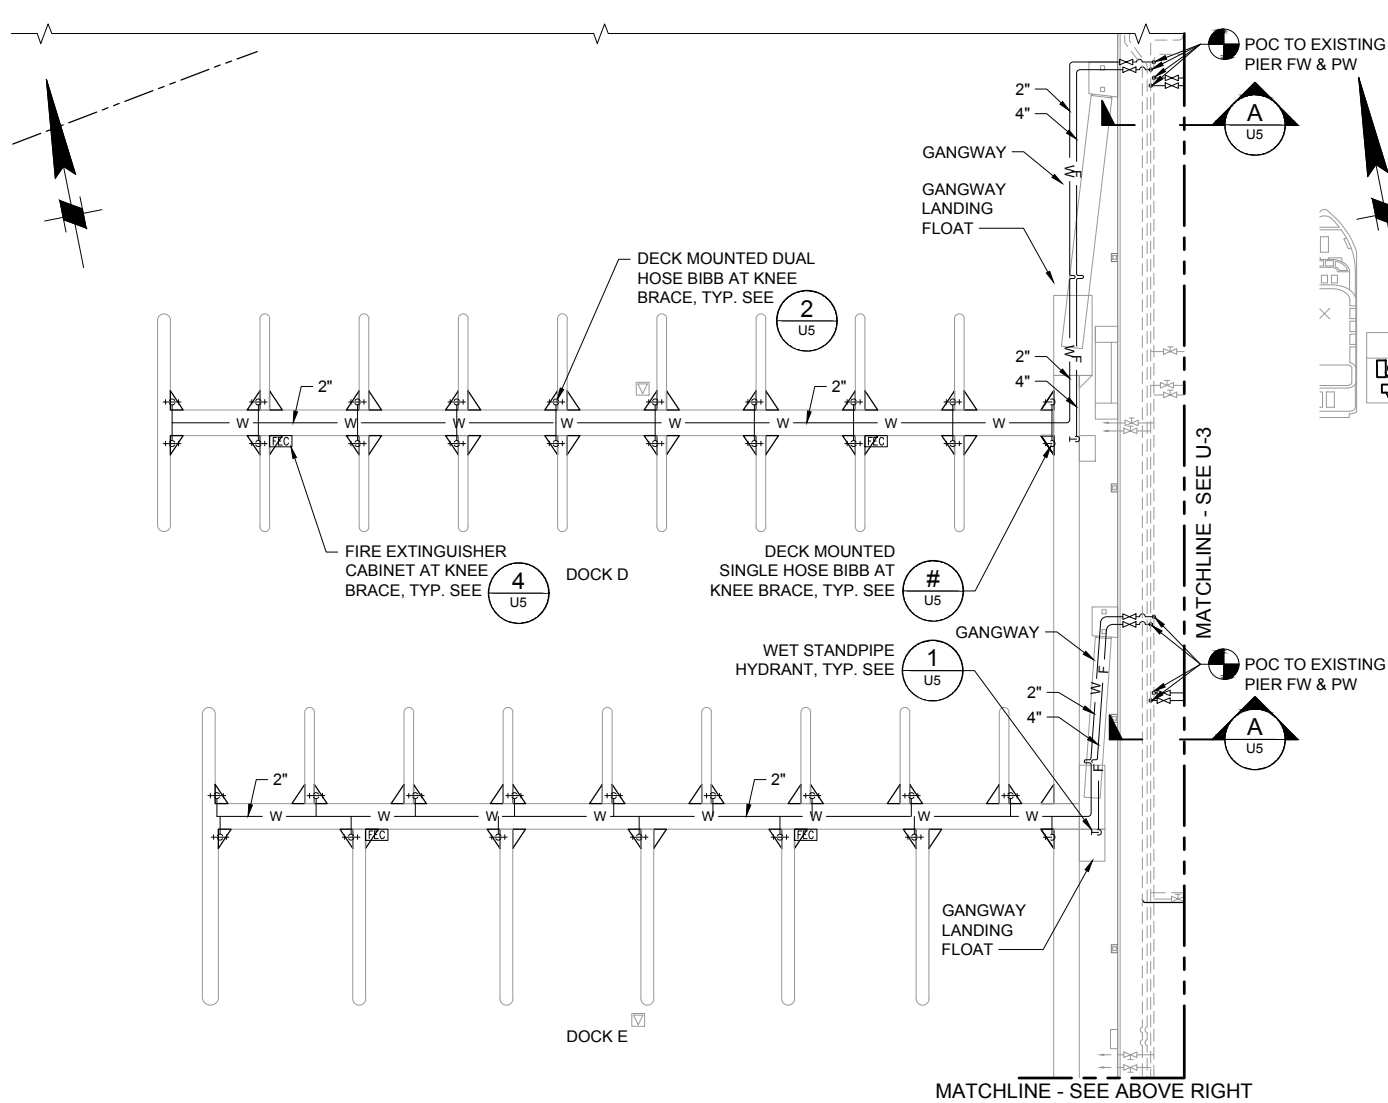 POC TO EXISTING
PIER FW & PW
A
U5
2"
4"
GANGWAY
GANGWAY
LANDING
FLOAT
W
F
DECK MOUNTED DUAL
HOSE BIBB AT KNEE
BRACE, TYP. SEE
2
U5
W
F
2"
4"
2"
2"
W
W
W
W
W
W
W
W
FEC
FEC
MATCHLINE - SEE U-3
FIRE EXTINGUISHER
CABINET AT KNEE
BRACE, TYP. SEE
4
U5
DOCK D
DECK MOUNTED
SINGLE HOSE BIBB AT
KNEE BRACE, TYP. SEE
#
U5
GANGWAY
WET STANDPIPE
HYDRANT, TYP. SEE
1
U5
POC TO EXISTING
PIER FW & PW
F
W
2"
4"
A
U5
F
2"
2"
W
W
W
W
W
W
W
W
FEC
FEC
GANGWAY
LANDING
FLOAT
DOCK E
MATCHLINE - SEE ABOVE RIGHT